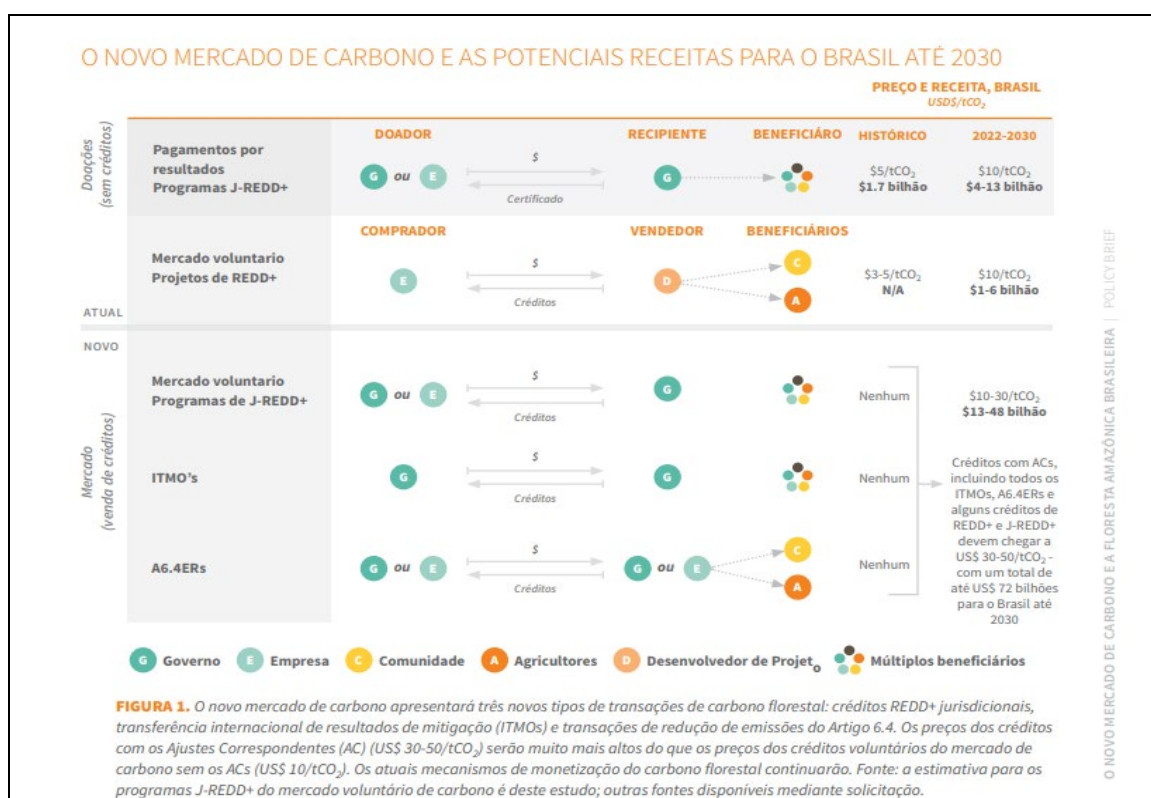 O NOVO MERCADO DE CARBONO E AS POTENCIAIS RECEITAS PARA O BRASIL ATÉ 2030
PREÇO E RECEITA, BRASIL
USD$/tCO₂
Doações
(sem créditos)
DOADOR
RECIPIENTE
BENEFICIÁRO
HISTÓRICO
2022-2030
Pagamentos por
resultados
Programas J-REDD+
G ou E
$
Certificado
G
$5/tCO₂
$1.7 bilhão
$10/tCO₂
$4-13 bilhão
COMPRADOR
VENDEDOR
BENEFICIÁRIOS
Mercado voluntario
Projetos de REDD+
E
$
Créditos
D
C
A
$3-5/tCO₂
N/A
$10/tCO₂
$1-6 bilhão
ATUAL
NOVO
Mercado
(venda de créditos)
Mercado voluntario
Programas de J-REDD+
G ou E
$
Créditos
G
Nenhum
$10-30/tCO₂
$13-48 bilhão
ITMO’s
G
$
Créditos
G
Nenhum
A6.4ERs
G ou E
$
Créditos
G ou E
C
A
Nenhum
Créditos com ACs,
incluindo todos os
ITMOs, A6.4ERs e
alguns créditos de
REDD+ e J-REDD+
devem chegar a
US$ 30-50/tCO₂ -
com um total de
até US$ 72 bilhões
para o Brasil até
2030
G Governo E Empresa C Comunidade A Agricultores D Desenvolvedor de Projeto Múltiplos beneficiários
FIGURA 1. O novo mercado de carbono apresentará três novos tipos de transações de carbono florestal: créditos REDD+ jurisdicionais,
transferência internacional de resultados de mitigação (ITMOs) e transações de redução de emissões do Artigo 6.4. Os preços dos créditos
com os Ajustes Correspondentes (AC) (US$ 30-50/tCO₂) serão muito mais altos do que os preços dos créditos voluntários do mercado de
carbono sem os ACs (US$ 10/tCO₂). Os atuais mecanismos de monetização do carbono florestal continuarão. Fonte: a estimativa para os
programas J-REDD+ do mercado voluntário de carbono é deste estudo; outras fontes disponíveis mediante solicitação.
O NOVO MERCADO DE CARBONO E A FLORESTA AMAZÔNICA BRASILEIRA | POLICY BRIEF